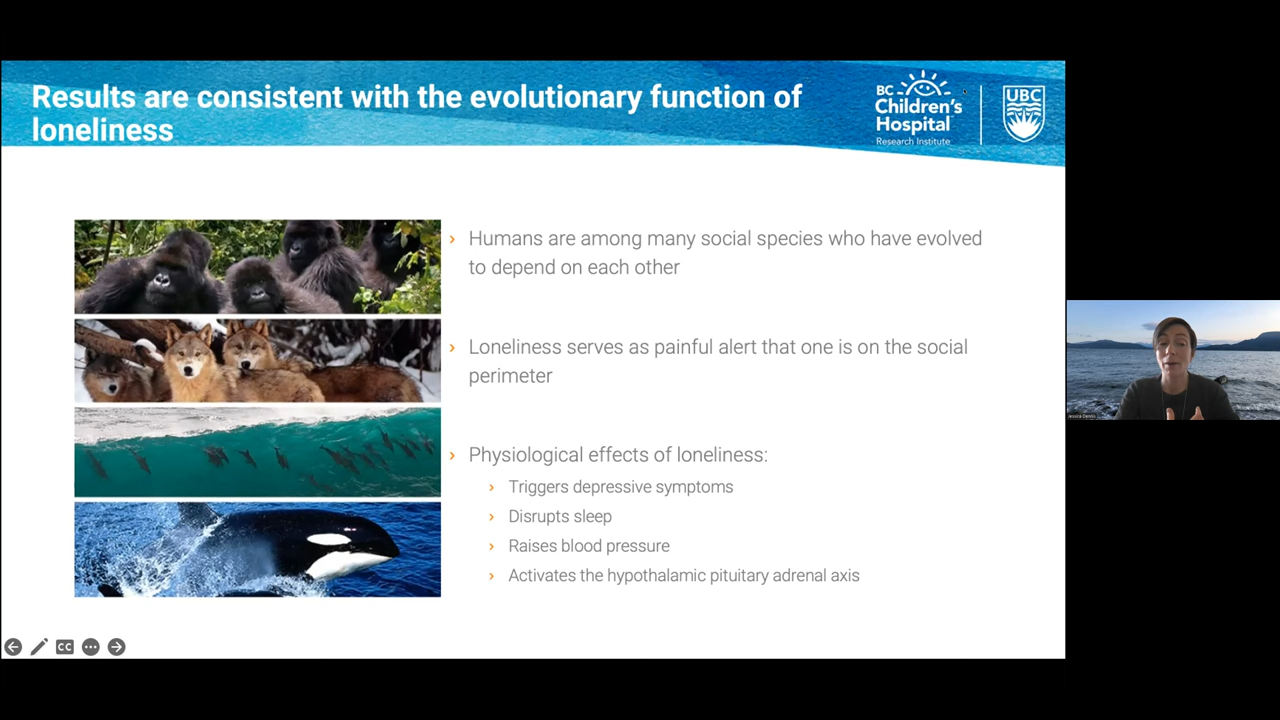 Results are consistent with the evolutionary function of
loneliness
BC
Children's
Hospital
Research Institute
UBC
› Humans are among many social species who have evolved
to depend on each other
› Loneliness serves as painful alert that one is on the social
perimeter
› Physiological effects of loneliness:
› Triggers depressive symptoms
› Disrupts sleep
› Raises blood pressure
› Activates the hypothalamic pituitary adrenal axis
CC
Jessica Dennis